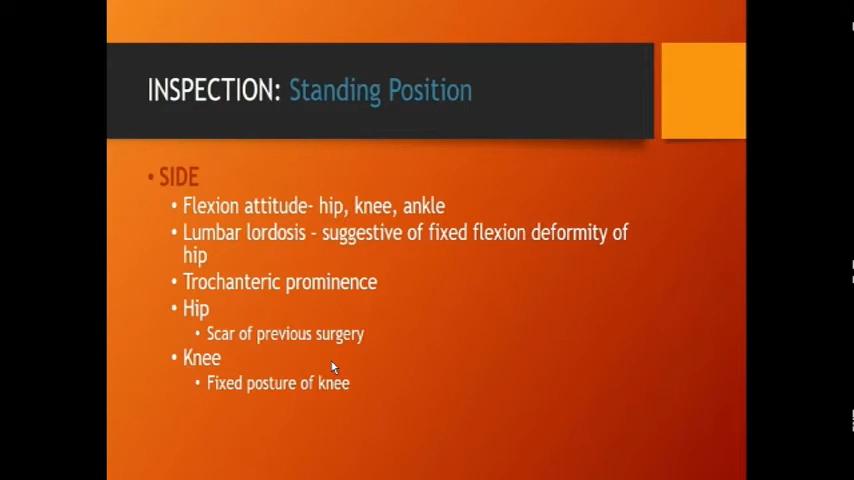 INSPECTION: Standing Position
• SIDE
• Flexion attitude- hip, knee, ankle
• Lumbar lordosis - suggestive of fixed flexion deformity of
hip
• Trochanteric prominence
• Hip
• Scar of previous surgery
• Knee
• Fixed posture of knee